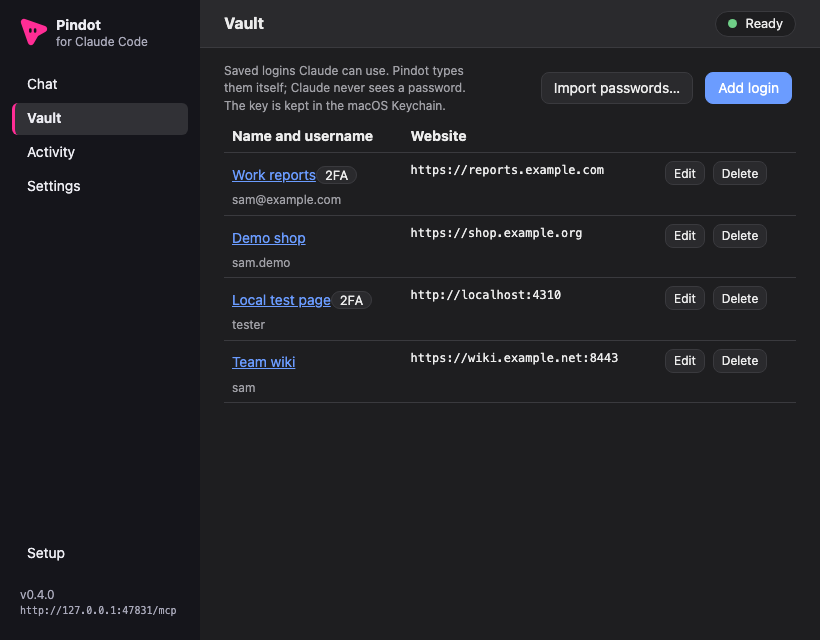 Pindot
for Claude Code
Chat
Vault
Activity
Settings
Setup
v0.4.0
http://127.0.0.1:47831/mcp
Vault
Ready
Saved logins Claude can use. Pindot types
them itself; Claude never sees a password.
The key is kept in the macOS Keychain.
Import passwords...
Add login
Name and username Website
Work reports 2FA https://reports.example.com Edit Delete
sam@example.com
Demo shop https://shop.example.org Edit Delete
sam.demo
Local test page 2FA http://localhost:4310 Edit Delete
tester
Team wiki https://wiki.example.net:8443 Edit Delete
sam